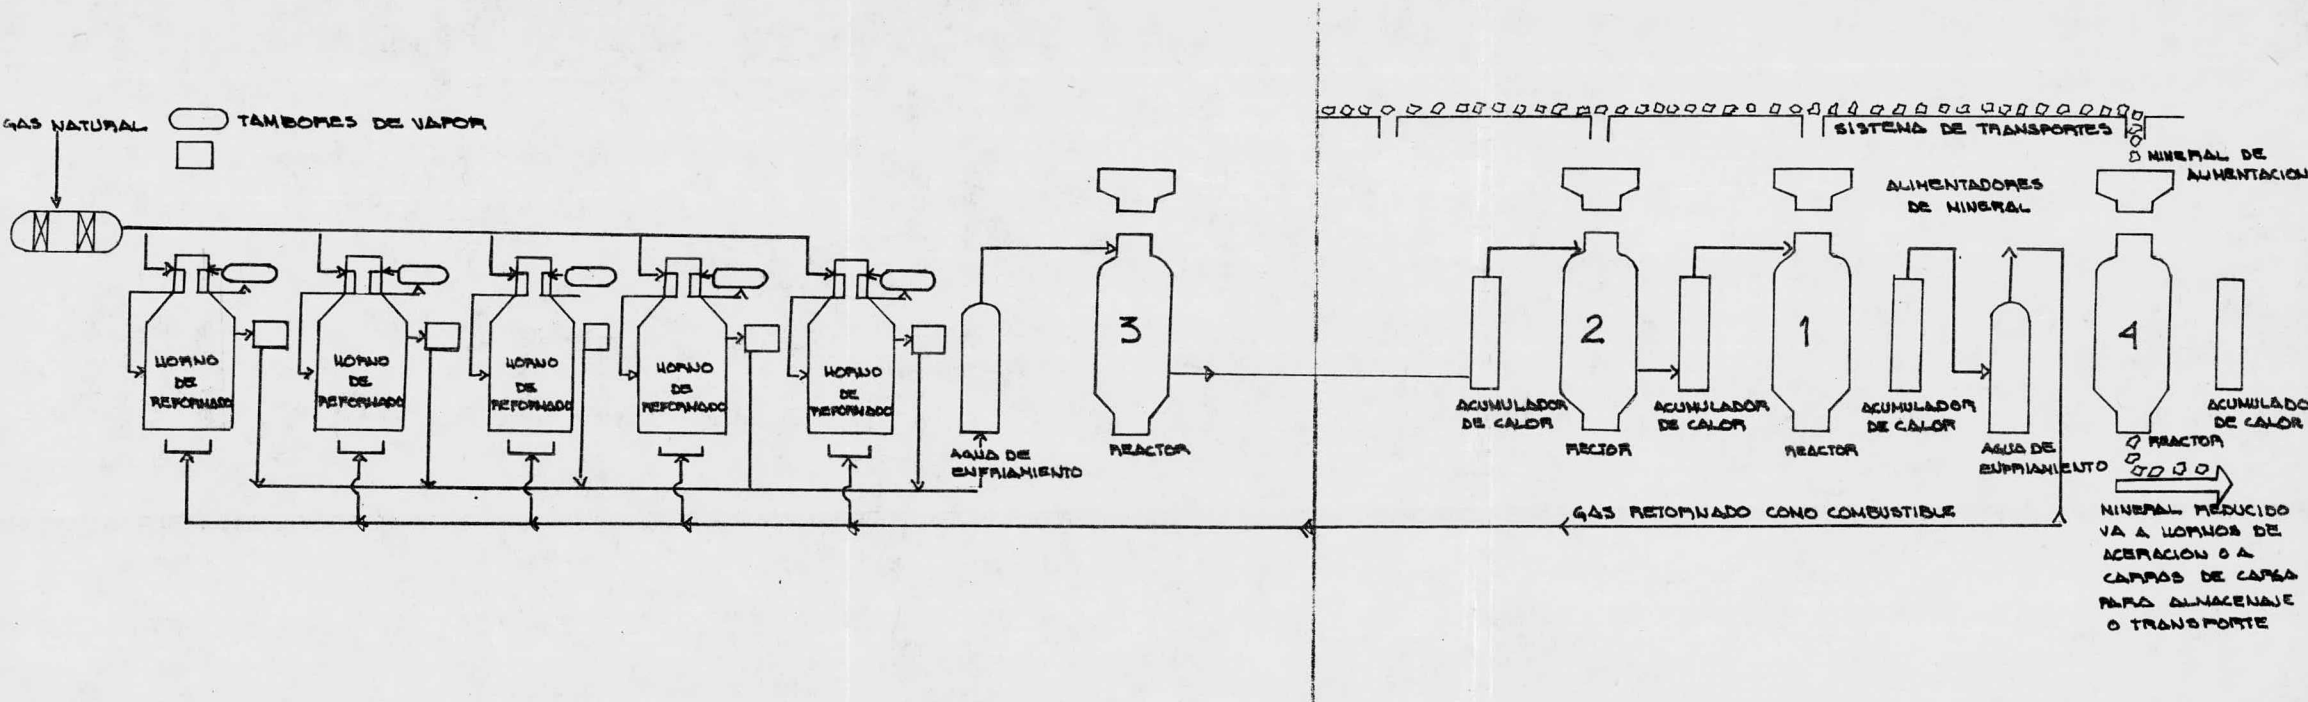 GAS NATURAL
TAMBORES DE VAPOR
HORNO
DE
REFORMADO
HORNO
DE
REFORMADO
HORNO
DE
REFORMADO
HORNO
DE
REFORMADO
HORNO
DE
REFORMADO
AGUA DE
ENFRIAMIENTO
3
REACTOR
SISTEMA DE TRANSPORTES
MINERAL DE
ALIMENTACION
ALIMENTADORES
DE MINERAL
ACUMULADOR
DE CALOR
2
RECTOR
ACUMULADOR
DE CALOR
1
REACTOR
ACUMULADOR
DE CALOR
AGUA DE
ENFRIAMIENTO
4
REACTOR
ACUMULADO
DE CALOR
GAS RETORNADO COMO COMBUSTIBLE
MINERAL REDUCIDO
VA A HORNOS DE
ACERACION O A
CARROS DE CARGA
PARA ALMACENAJE
O TRANSPORTE